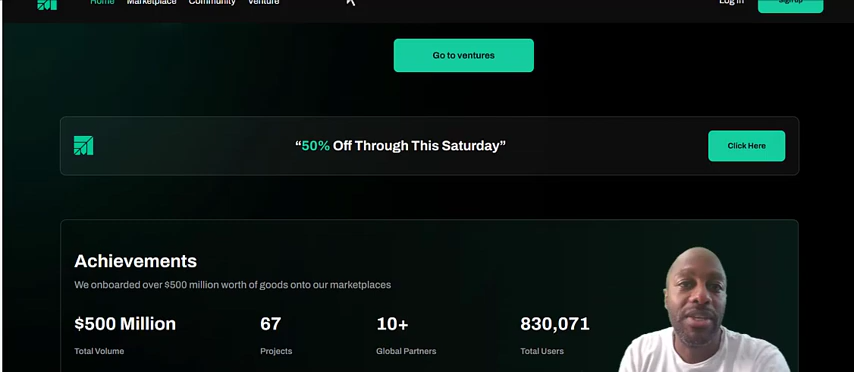 Home Marketplace Community Venture Log in Sign up
Go to ventures
“50% Off Through This Saturday” Click Here
Achievements
We onboarded over $500 million worth of goods onto our marketplaces
$500 Million 67 10+ 830,071
Total Volume Projects Global Partners Total Users